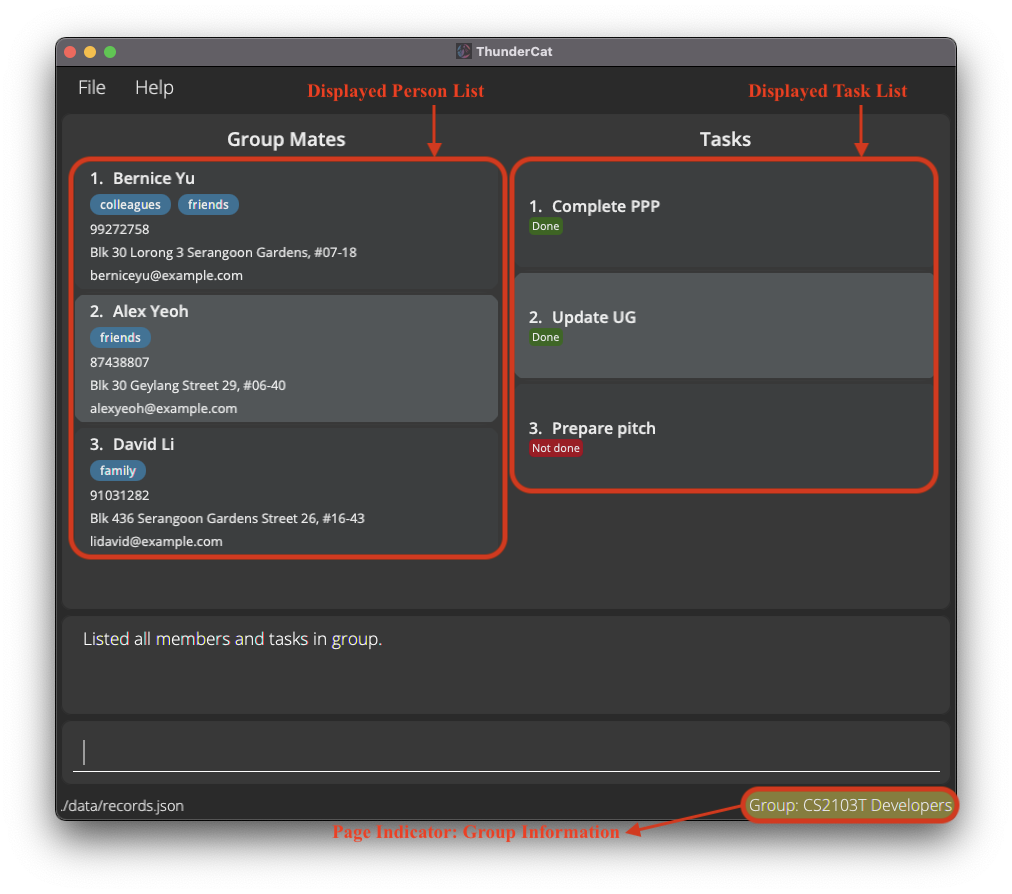 ThunderCat
File Help
Displayed Person List
Displayed Task List
Group Mates
1. Bernice Yu
colleagues friends
99272758
Blk 30 Lorong 3 Serangoon Gardens, #07-18
berniceyu@example.com
2. Alex Yeoh
friends
87438807
Blk 30 Geylang Street 29, #06-40
alexyeoh@example.com
3. David Li
family
91031282
Blk 436 Serangoon Gardens Street 26, #16-43
lidavid@example.com
Tasks
1. Complete PPP
Done
2. Update UG
Done
3. Prepare pitch
Not done
Listed all members and tasks in group.
./data/records.json
Group: CS2103T Developers
Page Indicator: Group Information